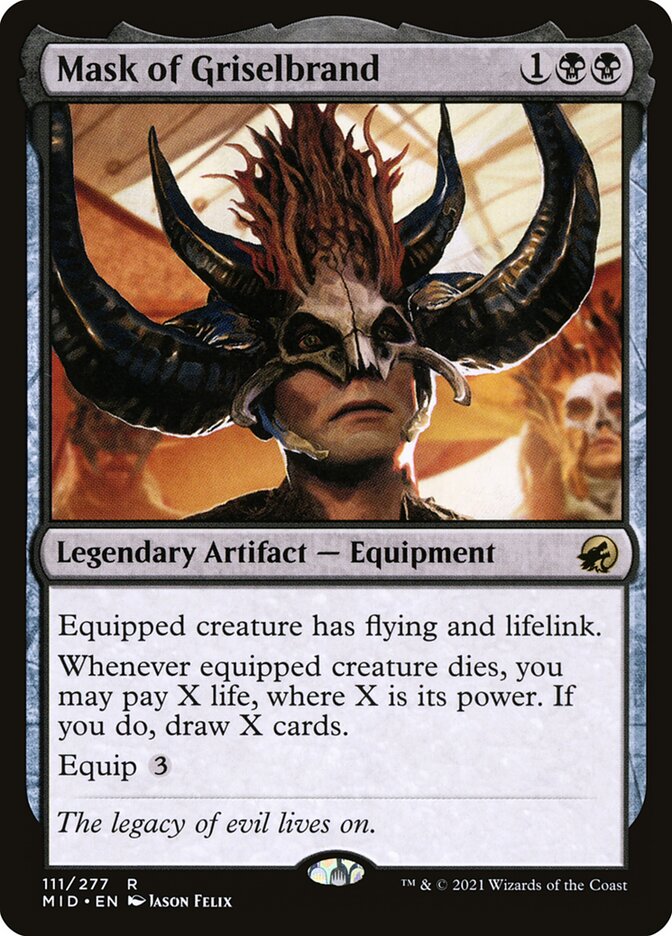 Mask of Griselbrand 1
Legendary Artifact — Equipment
Equipped creature has flying and lifelink.
Whenever equipped creature dies, you
may pay X life, where X is its power. If
you do, draw X cards.
Equip 3
The legacy of evil lives on.
111/277 R
MID • EN Jason Felix
™ & © 2021 Wizards of the Coast